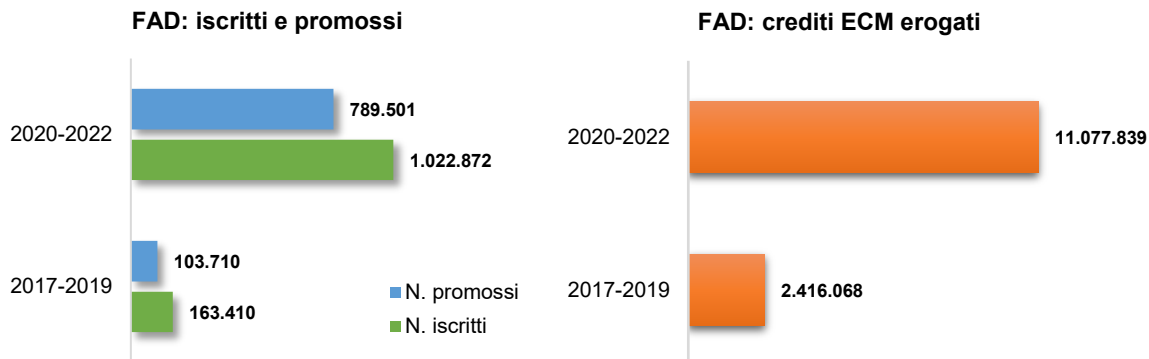 FAD: iscritti e promossi
2020-2022
789.501
1.022.872
2017-2019
103.710
163.410
N. promossi
N. iscritti
FAD: crediti ECM erogati
2020-2022
11.077.839
2017-2019
2.416.068